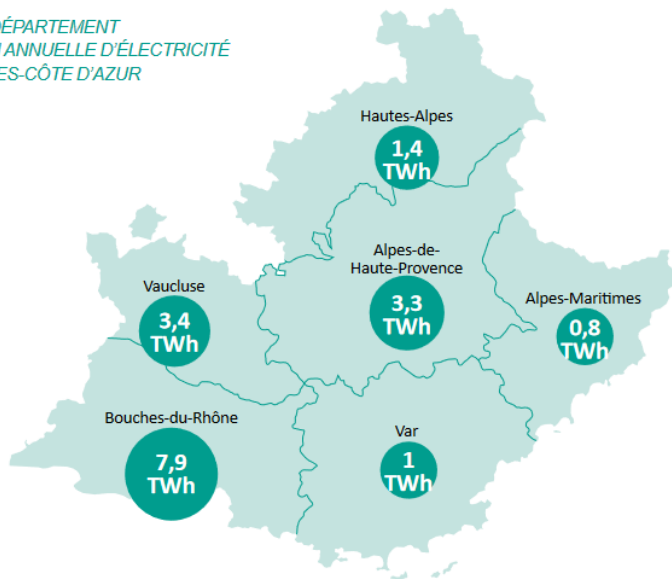 DÉPARTEMENT
ANNUELLE D'ÉLECTRICITÉ
ES-CÔTE D'AZUR
Hautes-Alpes
1,4
TWh
Alpes-de-
Haute-Provence
3,3
TWh
Vaucluse
3,4
TWh
Alpes-Maritimes
0,8
TWh
Bouches-du-Rhône
7,9
TWh
Var
1
TWh